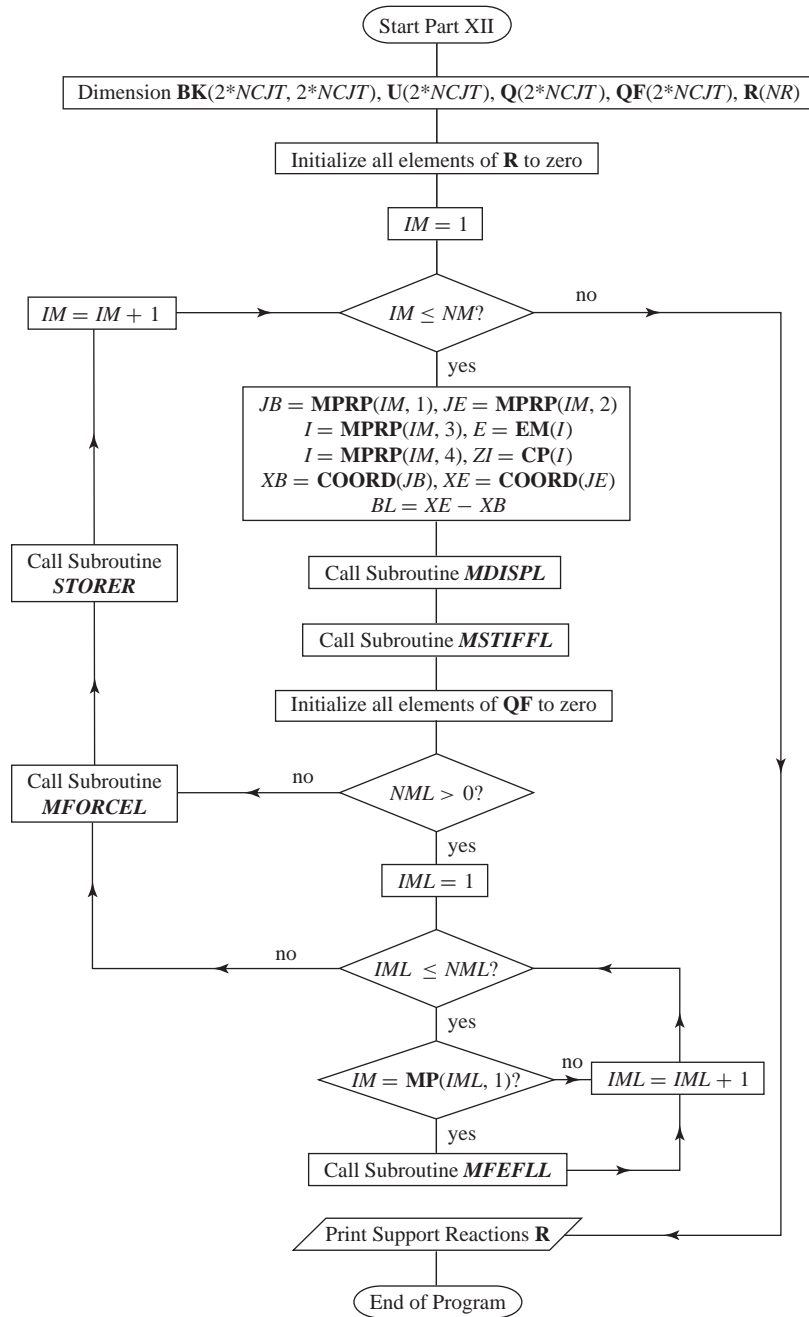 Start Part XII
Dimension BK(2*NCJT, 2*NCJT), U(2*NCJT), Q(2*NCJT), QF(2*NCJT), R(NR)
Initialize all elements of R to zero
IM = 1
IM = IM + 1
IM ≤ NM?
no
yes
JB = MPRP(IM, 1), JE = MPRP(IM, 2)
I = MPRP(IM, 3), E = EM(I)
I = MPRP(IM, 4), ZI = CP(I)
XB = COORD(JB), XE = COORD(JE)
BL = XE − XB
Call Subroutine
STORER
Call Subroutine MDISPL
Call Subroutine MSTIFFL
Initialize all elements of QF to zero
Call Subroutine
MFORCEL
no
NML > 0?
yes
IML = 1
no
IML ≤ NML?
yes
IM = MP(IML, 1)?
no
IML = IML + 1
yes
Call Subroutine MFEFLL
Print Support Reactions R
End of Program